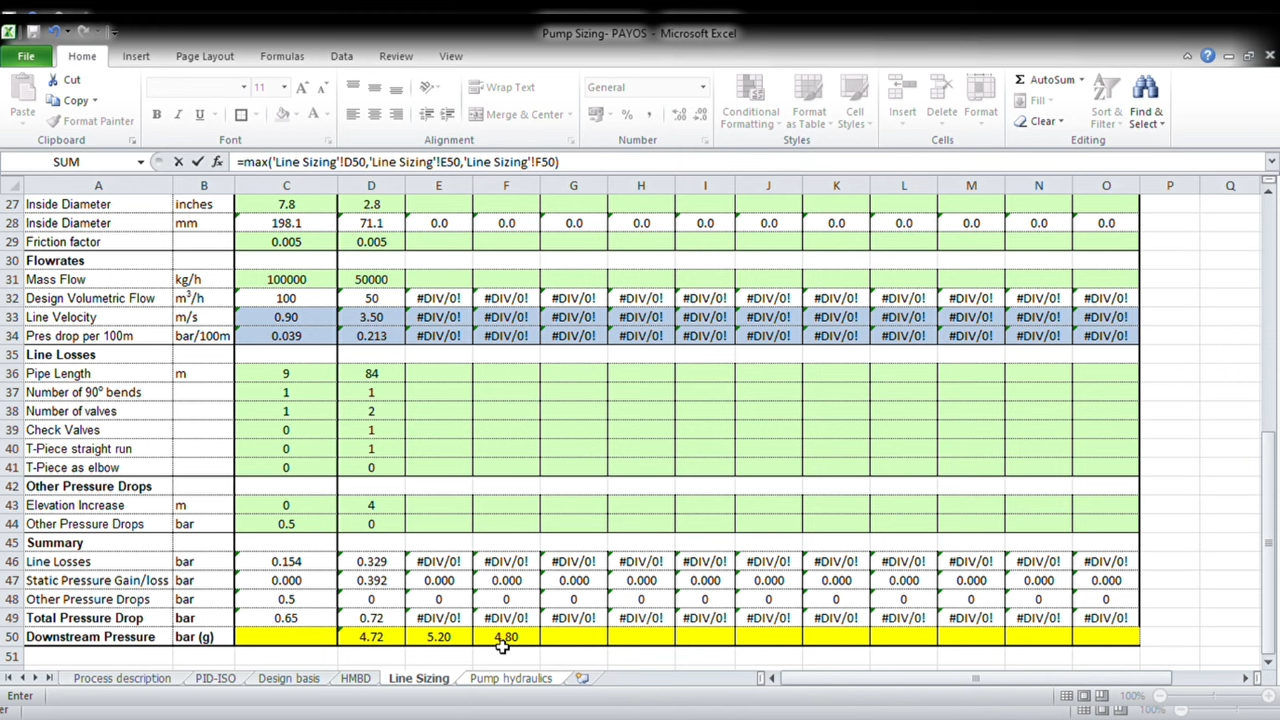 Pump Sizing- PAYOS - Microsoft Excel
File Home Insert Page Layout Formulas Data Review View
Cut
Copy
Format Painter
Paste
Clipboard
11
Font
Wrap Text
Merge & Center
Alignment
General
Number
Conditional Formatting
Format as Table
Cell Styles
Styles
Insert Delete Format
Cells
AutoSum
Fill
Clear
Sort & Filter
Find & Select
Editing
SUM =max('Line Sizing'!D50,'Line Sizing'!E50,'Line Sizing'!F50)
A B C D E F G H I J K L M N O P Q
27 Inside Diameter inches 7.8 2.8
28 Inside Diameter mm 198.1 71.1 0.0 0.0 0.0 0.0 0.0 0.0 0.0 0.0 0.0 0.0 0.0
29 Friction factor 0.005 0.005
30 Flowrates
31 Mass Flow kg/h 100000 50000
32 Design Volumetric Flow m³/h 100 50 #DIV/0! #DIV/0! #DIV/0! #DIV/0! #DIV/0! #DIV/0! #DIV/0! #DIV/0! #DIV/0! #DIV/0! #DIV/0!
33 Line Velocity m/s 0.90 3.50 #DIV/0! #DIV/0! #DIV/0! #DIV/0! #DIV/0! #DIV/0! #DIV/0! #DIV/0! #DIV/0! #DIV/0! #DIV/0!
34 Pres drop per 100m bar/100m 0.039 0.213 #DIV/0! #DIV/0! #DIV/0! #DIV/0! #DIV/0! #DIV/0! #DIV/0! #DIV/0! #DIV/0! #DIV/0! #DIV/0!
35 Line Losses
36 Pipe Length m 9 84
37 Number of 90° bends 1 1
38 Number of valves 1 2
39 Check Valves 0 1
40 T-Piece straight run 0 1
41 T-Piece as elbow 0 0
42 Other Pressure Drops
43 Elevation Increase m 0 4
44 Other Pressure Drops bar 0.5 0
45 Summary
46 Line Losses bar 0.154 0.329 #DIV/0! #DIV/0! #DIV/0! #DIV/0! #DIV/0! #DIV/0! #DIV/0! #DIV/0! #DIV/0! #DIV/0! #DIV/0!
47 Static Pressure Gain/loss bar 0.000 0.392 0.000 0.000 0.000 0.000 0.000 0.000 0.000 0.000 0.000 0.000 0.000
48 Other Pressure Drops bar 0.5 0 0 0 0 0 0 0 0 0 0 0 0
49 Total Pressure Drop bar 0.65 0.72 #DIV/0! #DIV/0! #DIV/0! #DIV/0! #DIV/0! #DIV/0! #DIV/0! #DIV/0! #DIV/0! #DIV/0! #DIV/0!
50 Downstream Pressure bar (g) 4.72 5.20 4.80
51
Process description PID-ISO Design basis HMBD Line Sizing Pump hydraulics
Enter 100%
100%